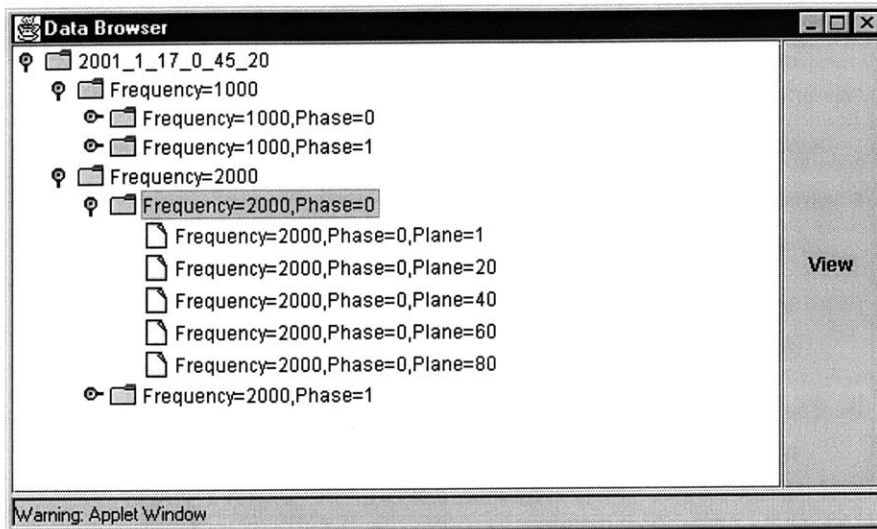 Data Browser
2001_1_17_0_45_20
Frequency=1000
Frequency=1000,Phase=0
Frequency=1000,Phase=1
Frequency=2000
Frequency=2000,Phase=0
Frequency=2000,Phase=0,Plane=1
Frequency=2000,Phase=0,Plane=20
Frequency=2000,Phase=0,Plane=40
Frequency=2000,Phase=0,Plane=60
Frequency=2000,Phase=0,Plane=80
Frequency=2000,Phase=1
View
Warning: Applet Window